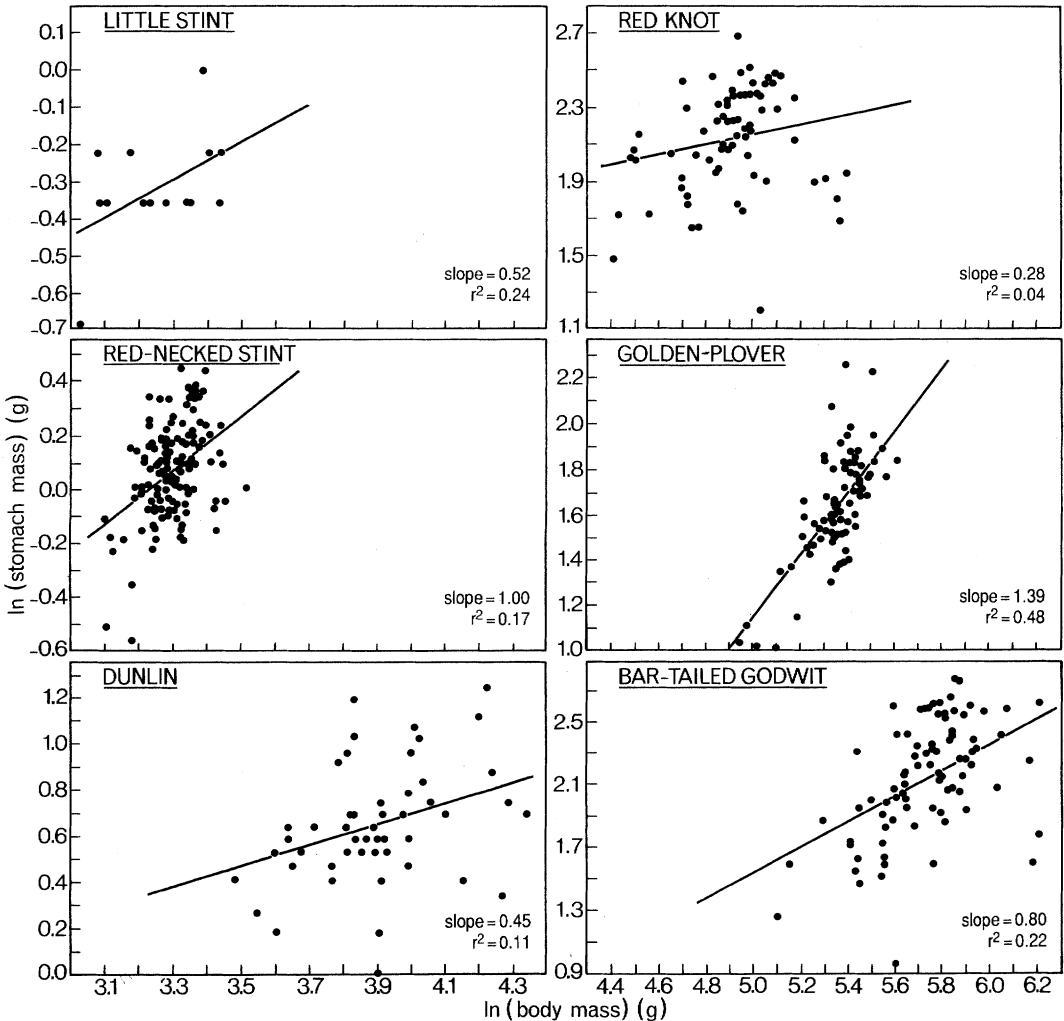 LITTLE STINT
0.1
0.0
-0.1
-0.2
-0.3
-0.4
-0.5
-0.6
-0.7
slope = 0.52
r² = 0.24
RED KNOT
2.7
2.3
1.9
1.5
1.1
slope = 0.28
r² = 0.04
RED-NECKED STINT
0.4
0.2
0.0
-0.2
-0.4
-0.6
slope = 1.00
r² = 0.17
GOLDEN-PLOVER
2.2
2.0
1.8
1.6
1.4
1.2
1.0
slope = 1.39
r² = 0.48
ln (stomach mass) (g)
DUNLIN
1.2
1.0
0.8
0.6
0.4
0.2
0.0
slope = 0.45
r² = 0.11
3.1 3.3 3.5 3.7 3.9 4.1 4.3
BAR-TAILED GODWIT
2.5
2.1
1.7
1.3
0.9
slope = 0.80
r² = 0.22
4.4 4.6 4.8 5.0 5.2 5.4 5.6 5.8 6.0 6.2
ln (body mass) (g)